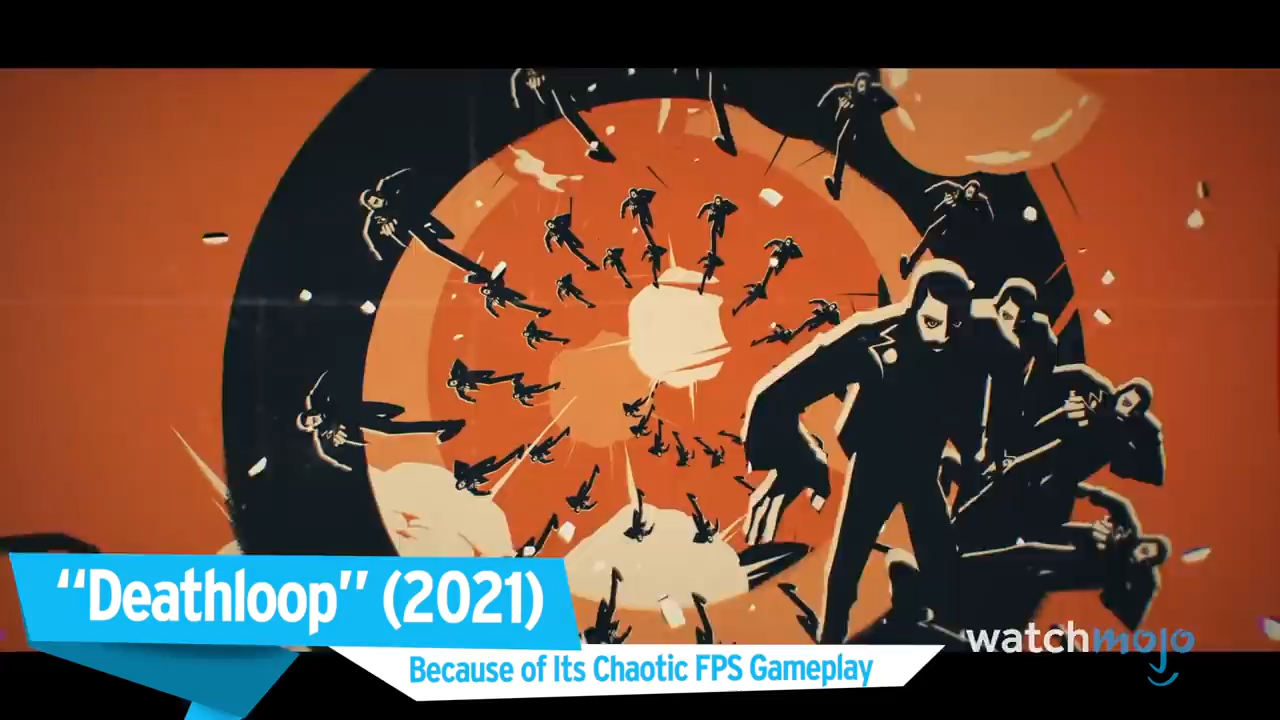 “Deathloop” (2021)
Because of Its Chaotic FPS Gameplay
watchmojo